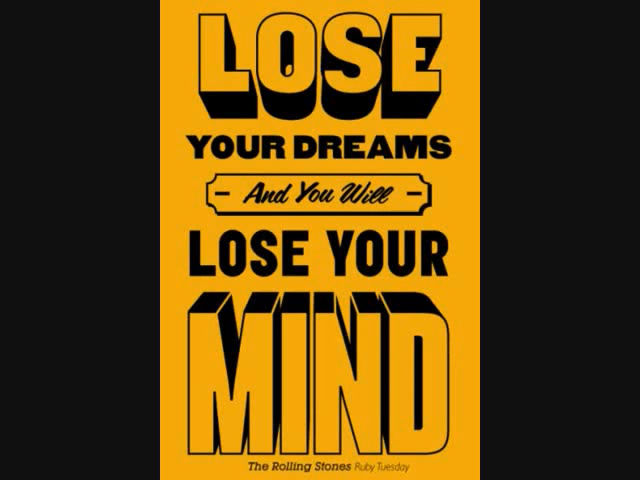 LOSE
YOUR DREAMS
- And You Will -
LOSE YOUR
MIND
The Rolling Stones Ruby Tuesday